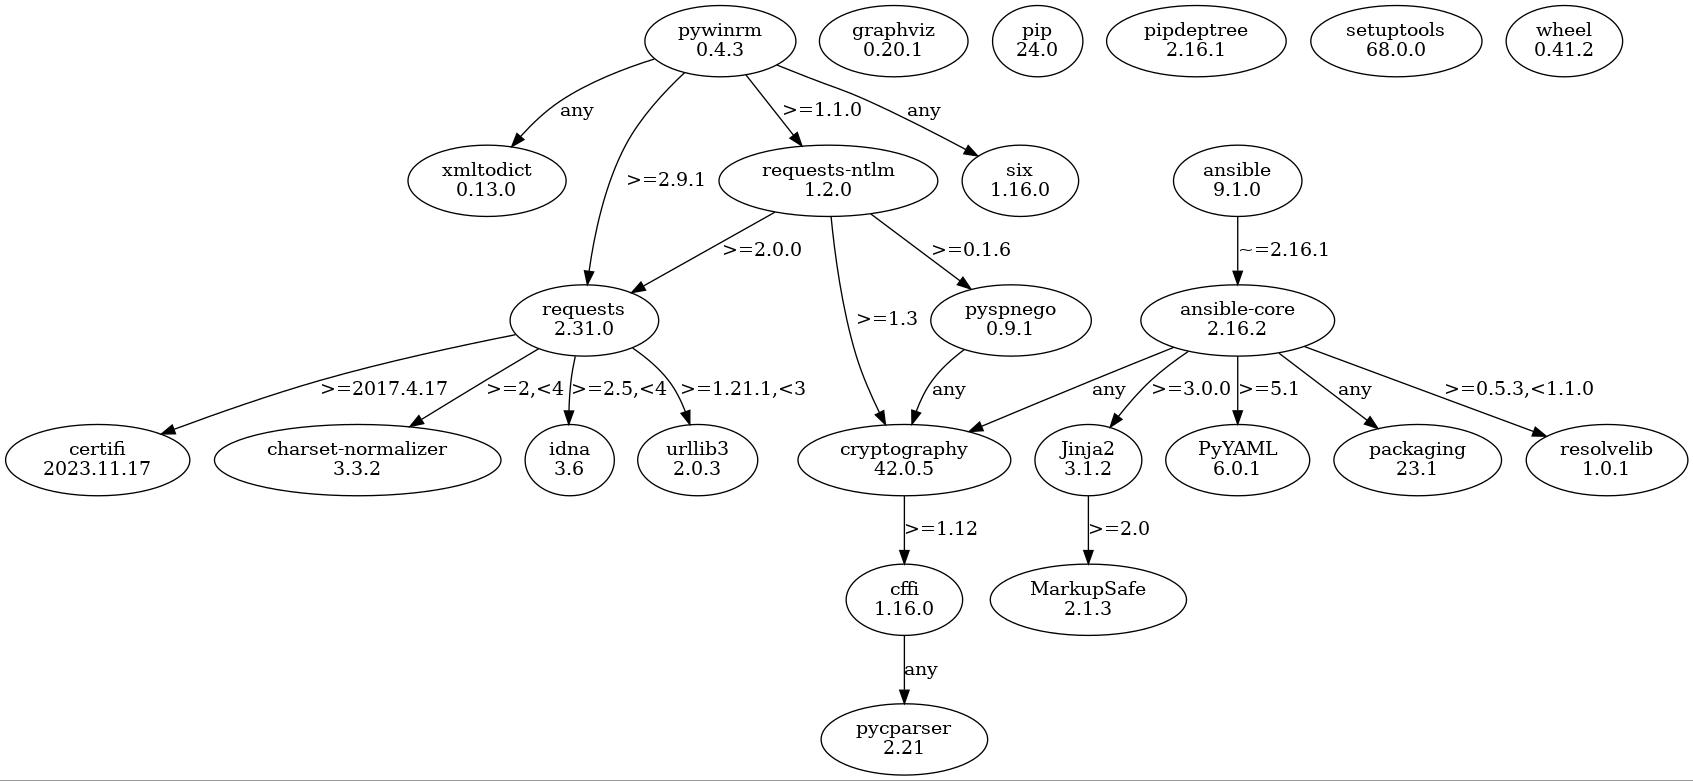 pywinrm
0.4.3
graphviz
0.20.1
pip
24.0
pipdeptree
2.16.1
setuptools
68.0.0
wheel
0.41.2
any
>=1.1.0
any
xmltodict
0.13.0
>=2.9.1
requests-ntlm
1.2.0
six
1.16.0
ansible
9.1.0
>=2.0.0
>=0.1.6
~=2.16.1
requests
2.31.0
>=1.3
pyspnego
0.9.1
ansible-core
2.16.2
>=2017.4.17
>=2,<4
>=2.5,<4
>=1.21.1,<3
any
any
>=3.0.0
>=5.1
any
>=0.5.3,<1.1.0
certifi
2023.11.17
charset-normalizer
3.3.2
idna
3.6
urllib3
2.0.3
cryptography
42.0.5
Jinja2
3.1.2
PyYAML
6.0.1
packaging
23.1
resolvelib
1.0.1
>=1.12
>=2.0
cffi
1.16.0
MarkupSafe
2.1.3
any
pycparser
2.21